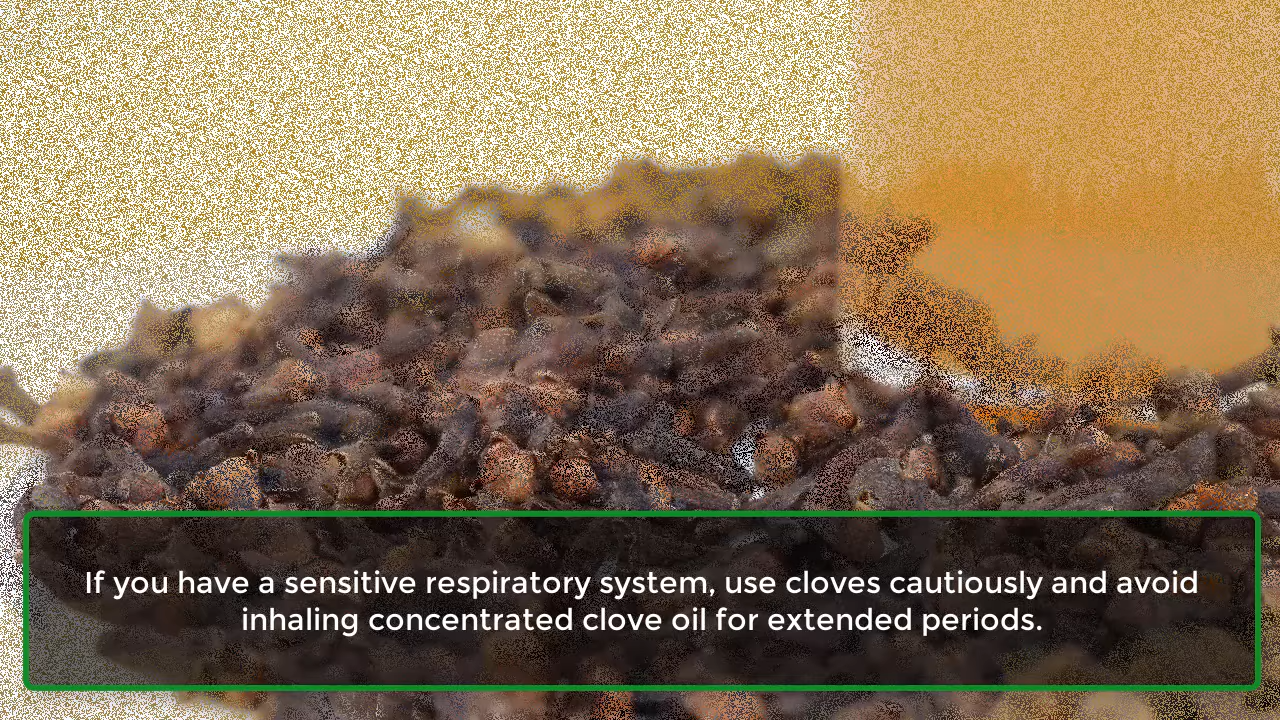 If you have a sensitive respiratory system, use cloves cautiously and avoid
inhaling concentrated clove oil for extended periods.